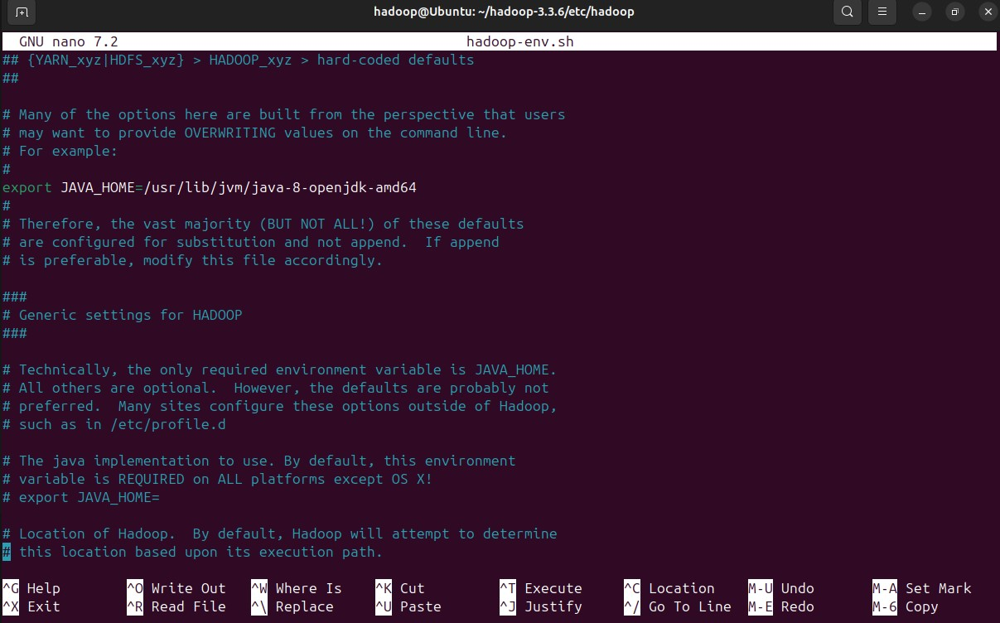 hadoop@Ubuntu: ~/hadoop-3.3.6/etc/hadoop
GNU nano 7.2 hadoop-env.sh
## {YARN_xyz|HDFS_xyz} > HADOOP_xyz > hard-coded defaults
##
# Many of the options here are built from the perspective that users
# may want to provide OVERWRITING values on the command line.
# For example:
#
export JAVA_HOME=/usr/lib/jvm/java-8-openjdk-amd64
#
# Therefore, the vast majority (BUT NOT ALL!) of these defaults
# are configured for substitution and not append.  If append
# is preferable, modify this file accordingly.
###
# Generic settings for HADOOP
###
# Technically, the only required environment variable is JAVA_HOME.
# All others are optional.  However, the defaults are probably not
# preferred.  Many sites configure these options outside of Hadoop,
# such as in /etc/profile.d
# The java implementation to use. By default, this environment
# variable is REQUIRED on ALL platforms except OS X!
# export JAVA_HOME=
# Location of Hadoop.  By default, Hadoop will attempt to determine
# this location based upon its execution path.
^G Help ^O Write Out ^W Where Is ^K Cut ^T Execute ^C Location M-U Undo M-A Set Mark
^X Exit ^R Read File ^\ Replace ^U Paste ^J Justify ^/ Go To Line M-E Redo M-6 Copy